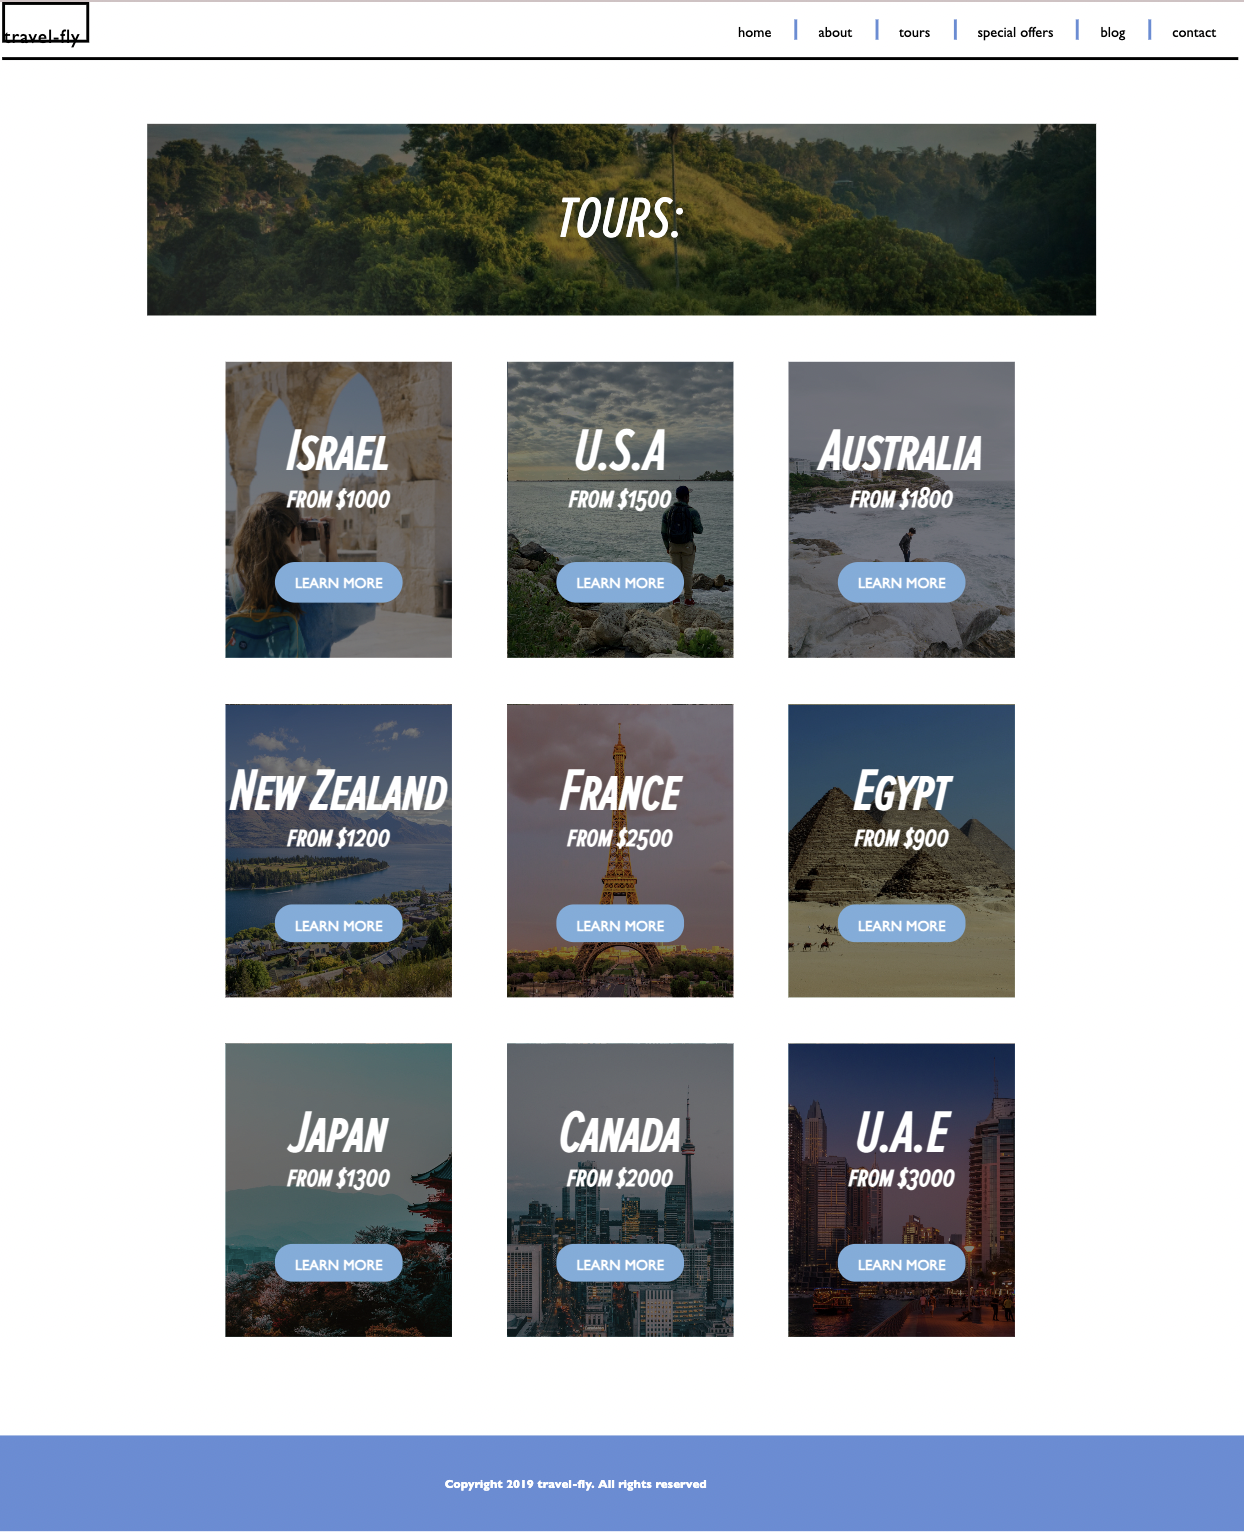 travel-fly
home
about
tours
special offers
blog
contact
TOURS:
ISRAEL
FROM $1000
LEARN MORE
U.S.A
FROM $1500
LEARN MORE
AUSTRALIA
FROM $1800
LEARN MORE
NEW ZEALAND
FROM $1200
LEARN MORE
FRANCE
FROM $2500
LEARN MORE
EGYPT
FROM $900
LEARN MORE
JAPAN
FROM $1300
LEARN MORE
CANADA
FROM $2000
LEARN MORE
U.A.E
FROM $3000
LEARN MORE
Copyright 2019 travel-fly. All rights reserved